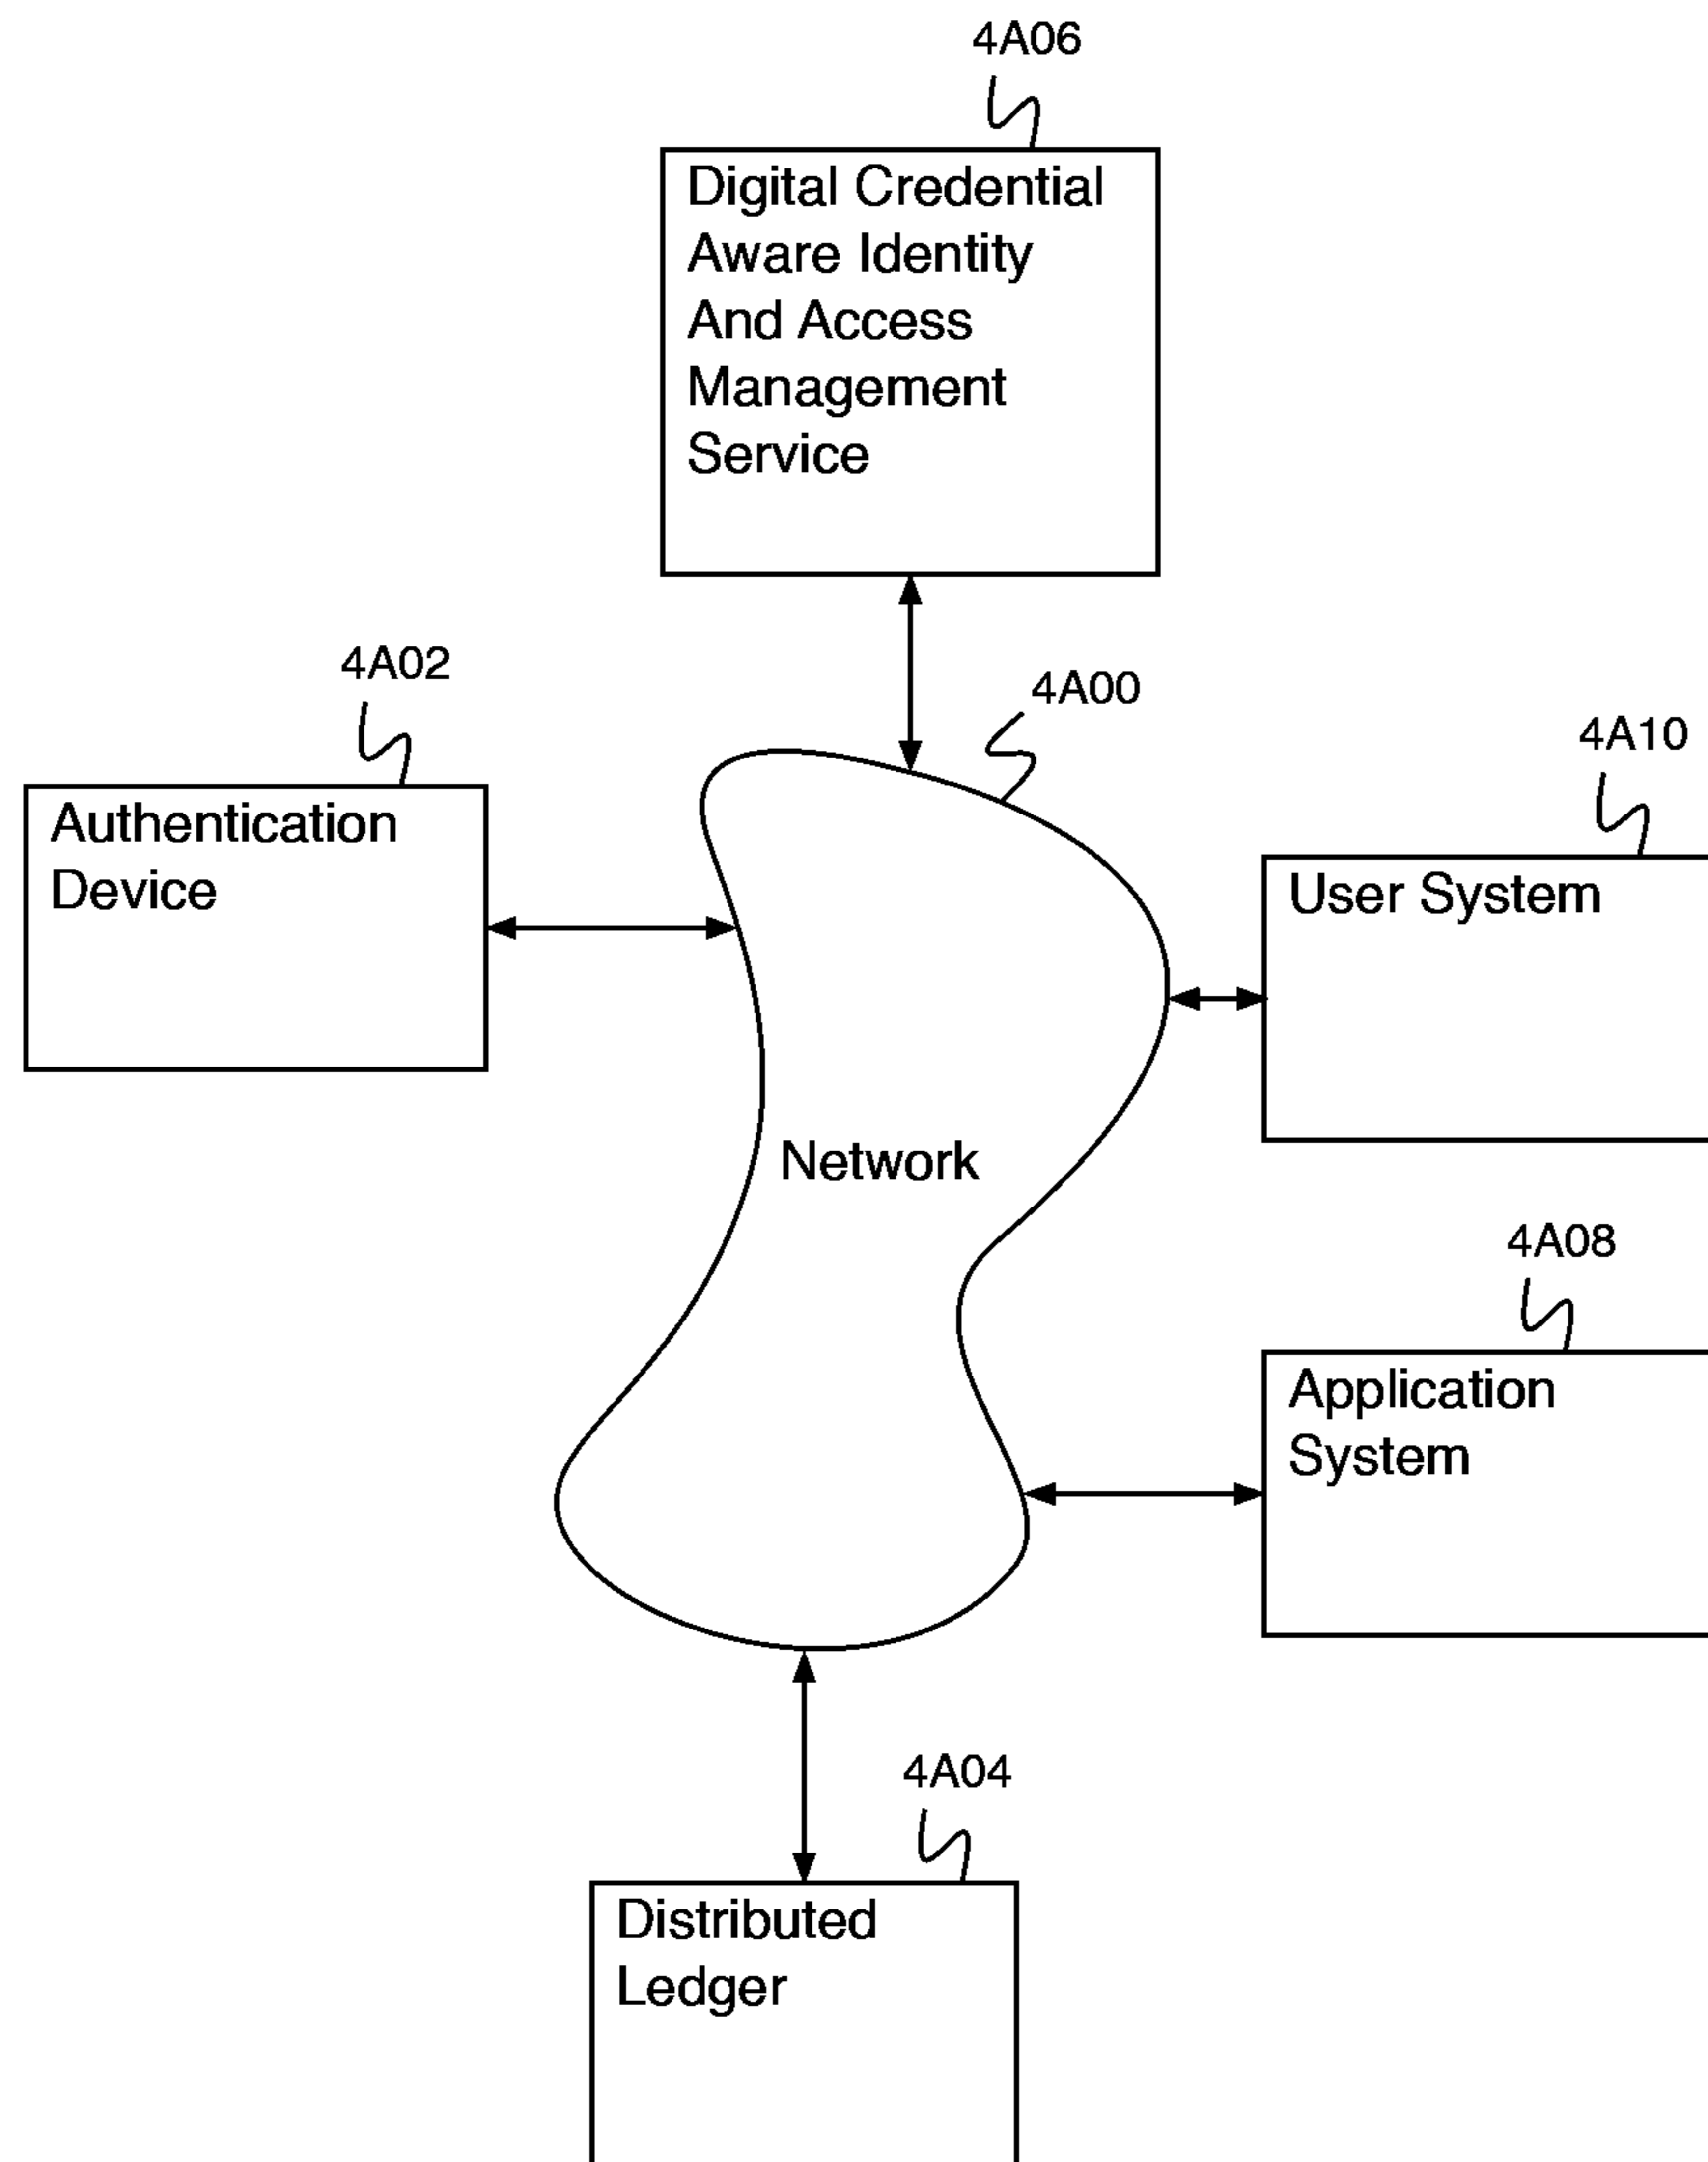 4A06
Digital Credential
Aware Identity
And Access
Management
Service
4A02
4A00
4A10
Authentication
Device
User System
Network
4A08
Application
System
4A04
Distributed
Ledger